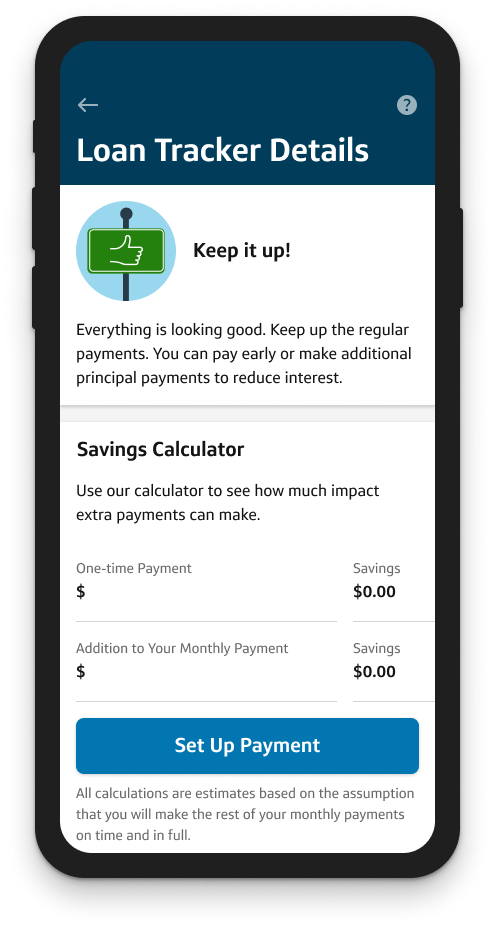 ?
Loan Tracker Details
Keep it up!
Everything is looking good. Keep up the regular
payments. You can pay early or make additional
principal payments to reduce interest.
Savings Calculator
Use our calculator to see how much impact
extra payments can make.
One-time Payment Savings
$ $0.00
Addition to Your Monthly Payment Savings
$ $0.00
Set Up Payment
All calculations are estimates based on the assumption
that you will make the rest of your monthly payments
on time and in full.